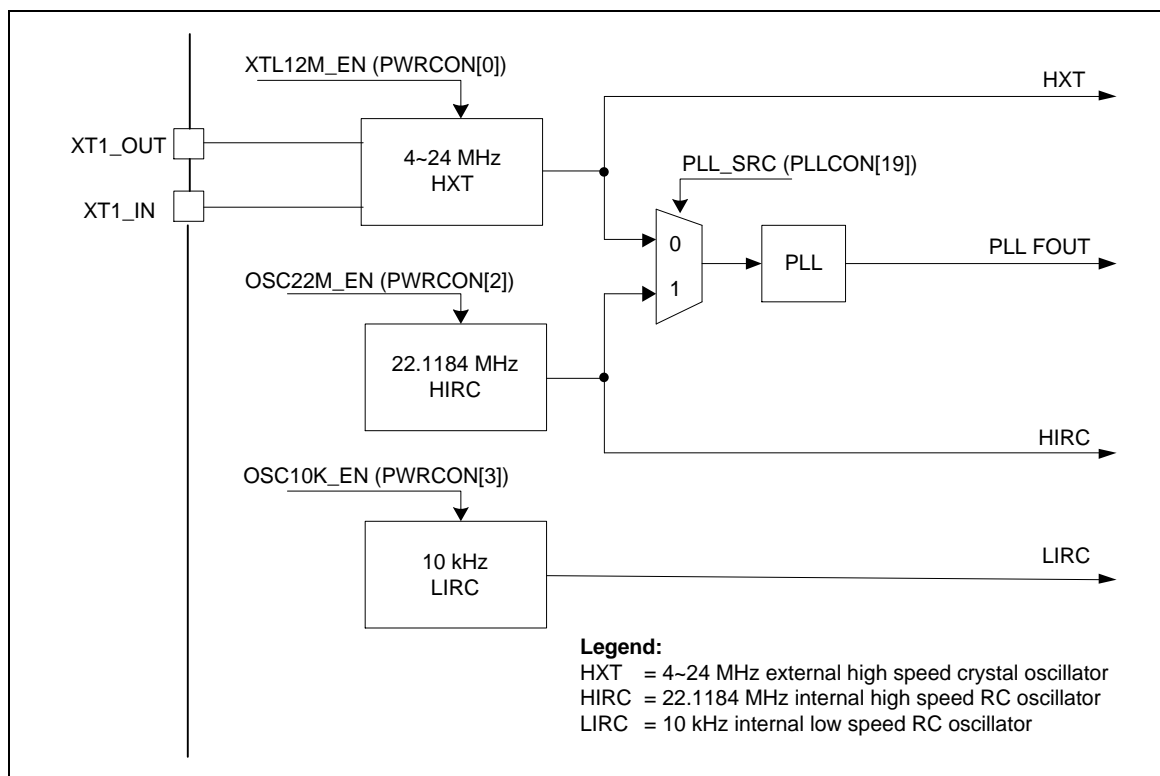 XTL12M_EN (PWRCON[0])
HXT
XT1_OUT
4~24 MHz
HXT
PLL_SRC (PLLCON[19])
XT1_IN
0
PLL
PLL FOUT
1
OSC22M_EN (PWRCON[2])
22.1184 MHz
HIRC
HIRC
OSC10K_EN (PWRCON[3])
10 kHz
LIRC
LIRC
Legend:
HXT = 4~24 MHz external high speed crystal oscillator
HIRC = 22.1184 MHz internal high speed RC oscillator
LIRC = 10 kHz internal low speed RC oscillator